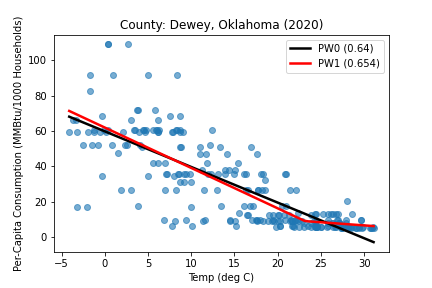 County: Dewey, Oklahoma (2020)
PW0 (0.64)
PW1 (0.654)
Per-Capita Consumption (MMBtu/1000 Households)
100
80
60
40
20
0
−5 0 5 10 15 20 25 30
Temp (deg C)